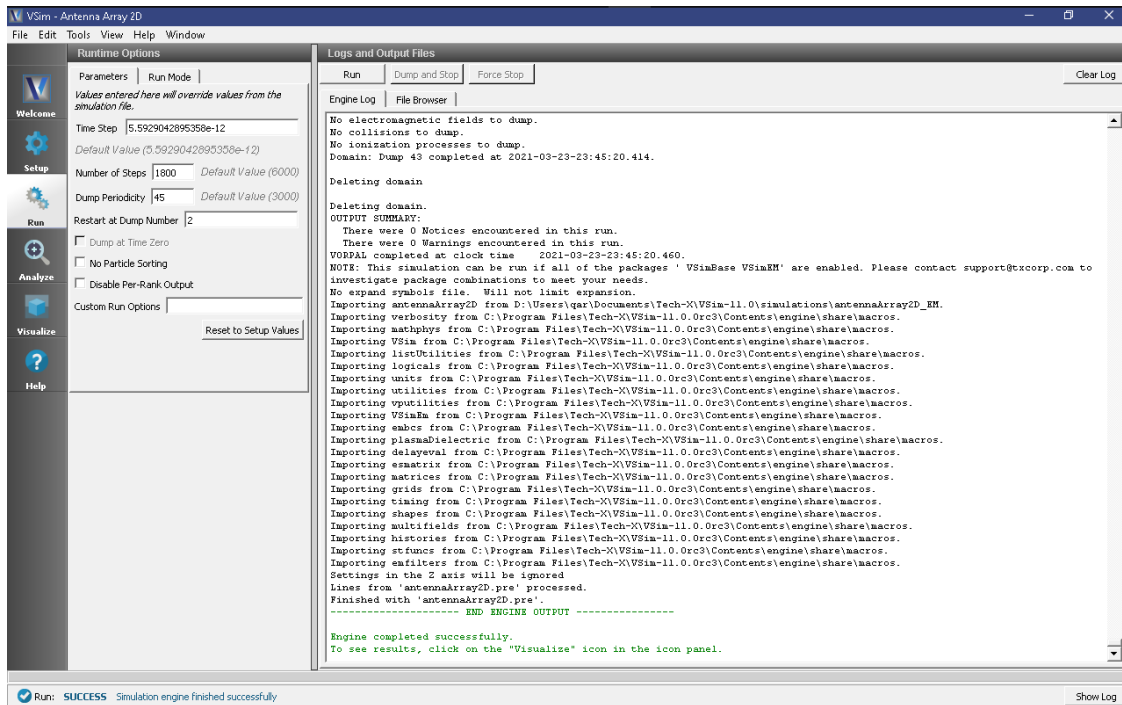 VSim - Antenna Array 2D
File Edit Tools View Help Window
Runtime Options
Logs and Output Files
Welcome
Setup
Run
Analyze
Visualize
Help
Parameters
Run Mode
Values entered here will override values from the
simulation file.
Time Step 5.5929042895358e-12
Default Value (5.5929042895358e-12)
Number of Steps 1800 Default Value (6000)
Dump Periodicity 45 Default Value (3000)
Restart at Dump Number 2
Dump at Time Zero
No Particle Sorting
Disable Per-Rank Output
Custom Run Options
Reset to Setup Values
Run Dump and Stop Force Stop Clear Log
Engine Log File Browser
No electromagnetic fields to dump.
No collisions to dump.
No ionization processes to dump.
Domain: Dump 43 completed at 2021-03-23-23:45:20.414.
Deleting domain
Deleting domain.
OUTPUT SUMMARY:
There were 0 Notices encountered in this run.
There were 0 Warnings encountered in this run.
VORPAL completed at clock time 2021-03-23-23:45:20.460.
NOTE: This simulation can be run if all of the packages ' VSimBase VSimEM' are enabled. Please contact support@txcorp.com to
investigate package combinations to meet your needs.
No expand symbols file. Will not limit expansion.
Importing antennaArray2D from D:\Users\qar\Documents\Tech-X\VSim-11.0\simulations\antennaArray2D_EM.
Importing verbosity from C:\Program Files\Tech-X\VSim-11.0.0rc3\Contents\engine\share\macros.
Importing mathphys from C:\Program Files\Tech-X\VSim-11.0.0rc3\Contents\engine\share\macros.
Importing VSim from C:\Program Files\Tech-X\VSim-11.0.0rc3\Contents\engine\share\macros.
Importing listUtilities from C:\Program Files\Tech-X\VSim-11.0.0rc3\Contents\engine\share\macros.
Importing logicals from C:\Program Files\Tech-X\VSim-11.0.0rc3\Contents\engine\share\macros.
Importing units from C:\Program Files\Tech-X\VSim-11.0.0rc3\Contents\engine\share\macros.
Importing utilities from C:\Program Files\Tech-X\VSim-11.0.0rc3\Contents\engine\share\macros.
Importing vputilities from C:\Program Files\Tech-X\VSim-11.0.0rc3\Contents\engine\share\macros.
Importing VSimEm from C:\Program Files\Tech-X\VSim-11.0.0rc3\Contents\engine\share\macros.
Importing embcs from C:\Program Files\Tech-X\VSim-11.0.0rc3\Contents\engine\share\macros.
Importing plasmaDielectric from C:\Program Files\Tech-X\VSim-11.0.0rc3\Contents\engine\share\macros.
Importing delayeval from C:\Program Files\Tech-X\VSim-11.0.0rc3\Contents\engine\share\macros.
Importing esmatrix from C:\Program Files\Tech-X\VSim-11.0.0rc3\Contents\engine\share\macros.
Importing matrices from C:\Program Files\Tech-X\VSim-11.0.0rc3\Contents\engine\share\macros.
Importing grids from C:\Program Files\Tech-X\VSim-11.0.0rc3\Contents\engine\share\macros.
Importing timing from C:\Program Files\Tech-X\VSim-11.0.0rc3\Contents\engine\share\macros.
Importing shapes from C:\Program Files\Tech-X\VSim-11.0.0rc3\Contents\engine\share\macros.
Importing multifields from C:\Program Files\Tech-X\VSim-11.0.0rc3\Contents\engine\share\macros.
Importing histories from C:\Program Files\Tech-X\VSim-11.0.0rc3\Contents\engine\share\macros.
Importing stfuncs from C:\Program Files\Tech-X\VSim-11.0.0rc3\Contents\engine\share\macros.
Importing emfilters from C:\Program Files\Tech-X\VSim-11.0.0rc3\Contents\engine\share\macros.
Settings in the Z axis will be ignored
Lines from 'antennaArray2D.pre' processed.
Finished with 'antennaArray2D.pre'.
--------------------- END ENGINE OUTPUT ----------------
Engine completed successfully.
To see results, click on the "Visualize" icon in the icon panel.
Run: SUCCESS Simulation engine finished successfully
Show Log